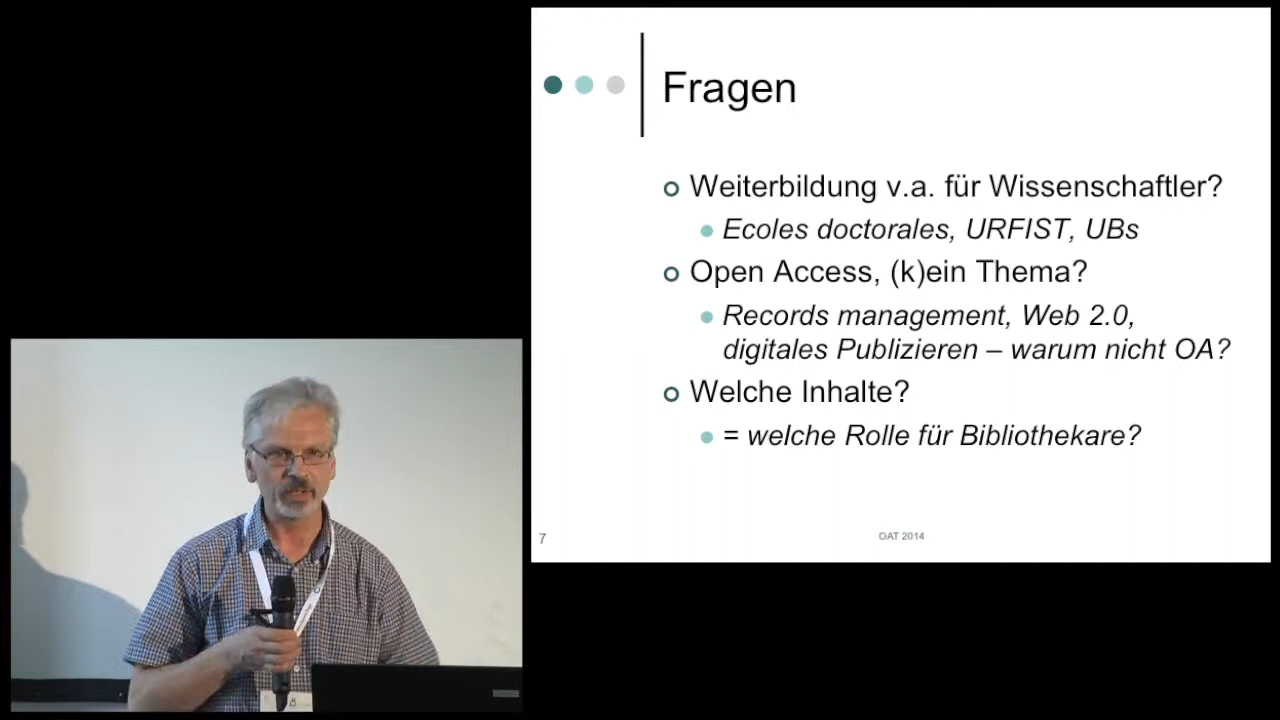 Fragen
Weiterbildung v.a. für Wissenschaftler?
Ecoles doctorales, URFIST, UBs
Open Access, (k)ein Thema?
Records management, Web 2.0,
digitales Publizieren – warum nicht OA?
Welche Inhalte?
= welche Rolle für Bibliothekare?
7
OAT 2014